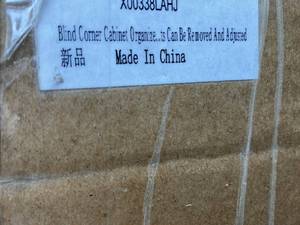 X00338LAHJ
Blind Corner Cabinet Organize...ts Can Be Removed And Adjusted
新品 Made In China